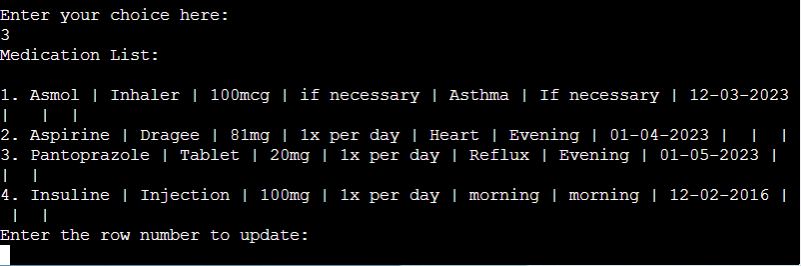 Enter your choice here:
3
Medication List:
1. Asmol | Inhaler | 100mcg | if necessary | Asthma | If necessary | 12-03-2023
|   |  |
2. Aspirine | Dragee | 81mg | 1x per day | Heart | Evening | 01-04-2023 |  |  |
3. Pantoprazole | Tablet | 20mg | 1x per day | Reflux | Evening | 01-05-2023 |
|  |
4. Insuline | Injection | 100mg | 1x per day | morning | morning | 12-02-2016 |
 |  |
Enter the row number to update: